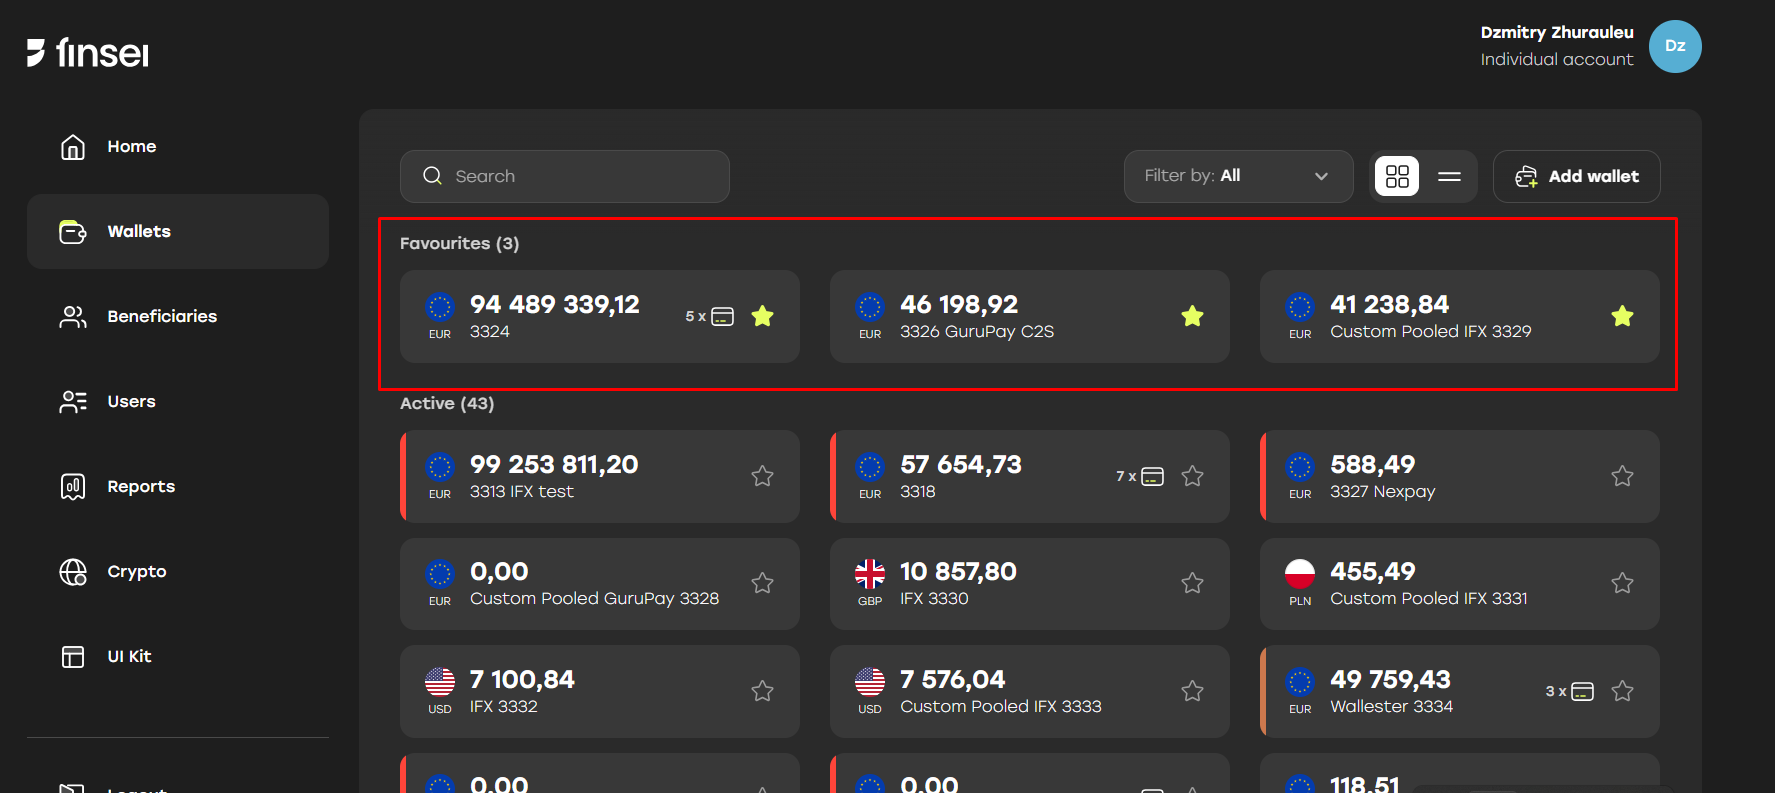 finsei
Dzmitry Zhurauleu
Individual account
Dz
Home
Wallets
Beneficiaries
Users
Reports
Crypto
UI Kit
Logout
Search
Filter by: All
Add wallet
Favourites (3)
94 489 339,12
EUR
3324
5 x
46 198,92
EUR
3326 GuruPay C2S
41 238,84
EUR
Custom Pooled IFX 3329
Active (43)
99 253 811,20
EUR
3313 IFX test
57 654,73
EUR
3318
7 x
588,49
EUR
3327 Nexpay
0,00
EUR
Custom Pooled GuruPay 3328
10 857,80
GBP
IFX 3330
455,49
PLN
Custom Pooled IFX 3331
7 100,84
USD
IFX 3332
7 576,04
USD
Custom Pooled IFX 3333
49 759,43
EUR
Wallester 3334
3 x
0,00
0,00
118,51